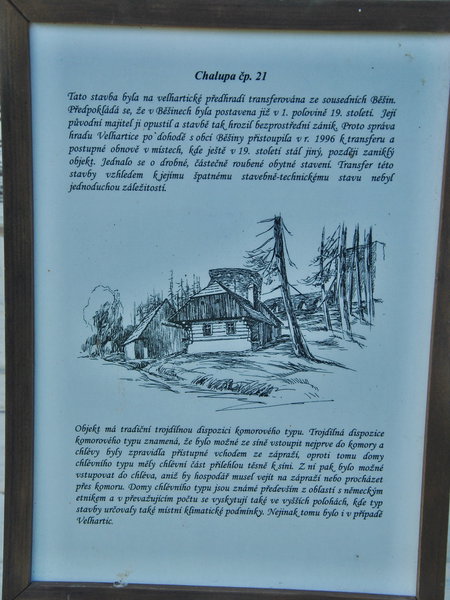 Chalupa čp. 21
Tato stavba byla na velhartické předhradí transferována ze sousedních Běšin.
Předpokládá se, že v Běšinech byla postavena již v 1. polovině 19. století. Její
původní majitel ji opustil a stavbě tak hrozil bezprostřední zánik. Proto správa
hradu Velhartice po dohodě s obcí Běšiny přistoupila v r. 1996 k transferu a
postupné obnově v místech, kde ještě v 19. století stál jiný, později zaniklý
objekt. Jednalo se o drobné, částečně roubené obytné stavení. Transfer této
stavby vzhledem k jejímu špatnému stavebně-technickému stavu nebyl
jednoduchou záležitostí.
Objekt má tradiční trojdílnou dispozici komorového typu. Trojdílná dispozice
komorového typu znamená, že bylo možné ze síně vstoupit nejprve do komory a
chlévy byly zpravidla přístupné vchodem ze zápraží, oproti tomu domy
chlévního typu měly chlévní část přilehlou těsně k síni. Z ní pak bylo možné
vstupovat do chléva, aniž by hospodář musel vejít na zápraží nebo procházet
přes komoru. Domy chlévního typu jsou známé především z oblastí s německým
etnikem a v převažujícím počtu se vyskytují také ve vyšších polohách, kde typ
stavby určovaly také místní klimatické podmínky. Nejinak tomu bylo i v případě
Velhartic.